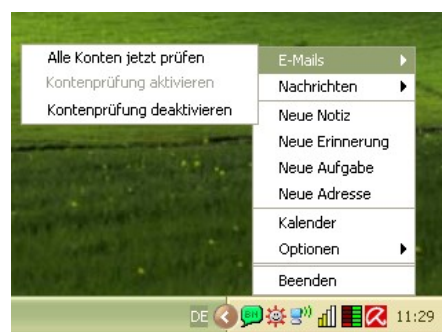 Alle Konten jetzt prüfen
Kontenprüfung aktivieren
Kontenprüfung deaktivieren
E-Mails
Nachrichten
Neue Notiz
Neue Erinnerung
Neue Aufgabe
Neue Adresse
Kalender
Optionen
Beenden
DE
11:29